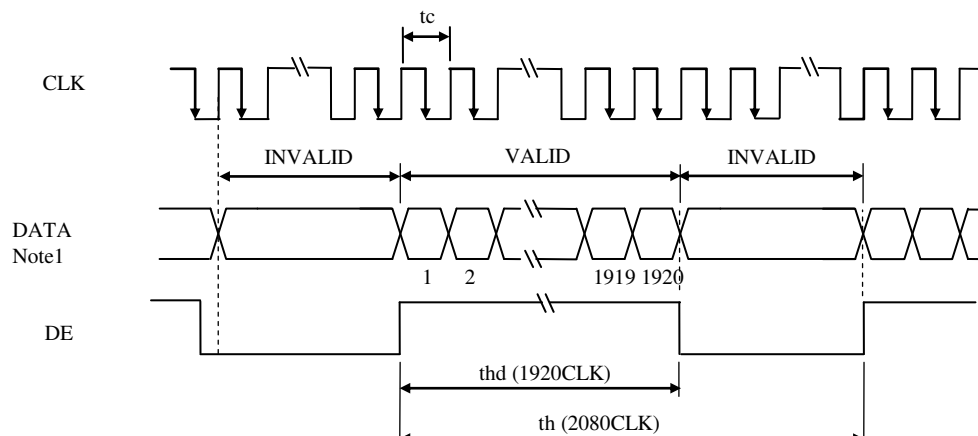 tc
CLK
INVALID VALID INVALID
DATA
Note1
1 2 1919 1920
DE
thd (1920CLK)
th (2080CLK)